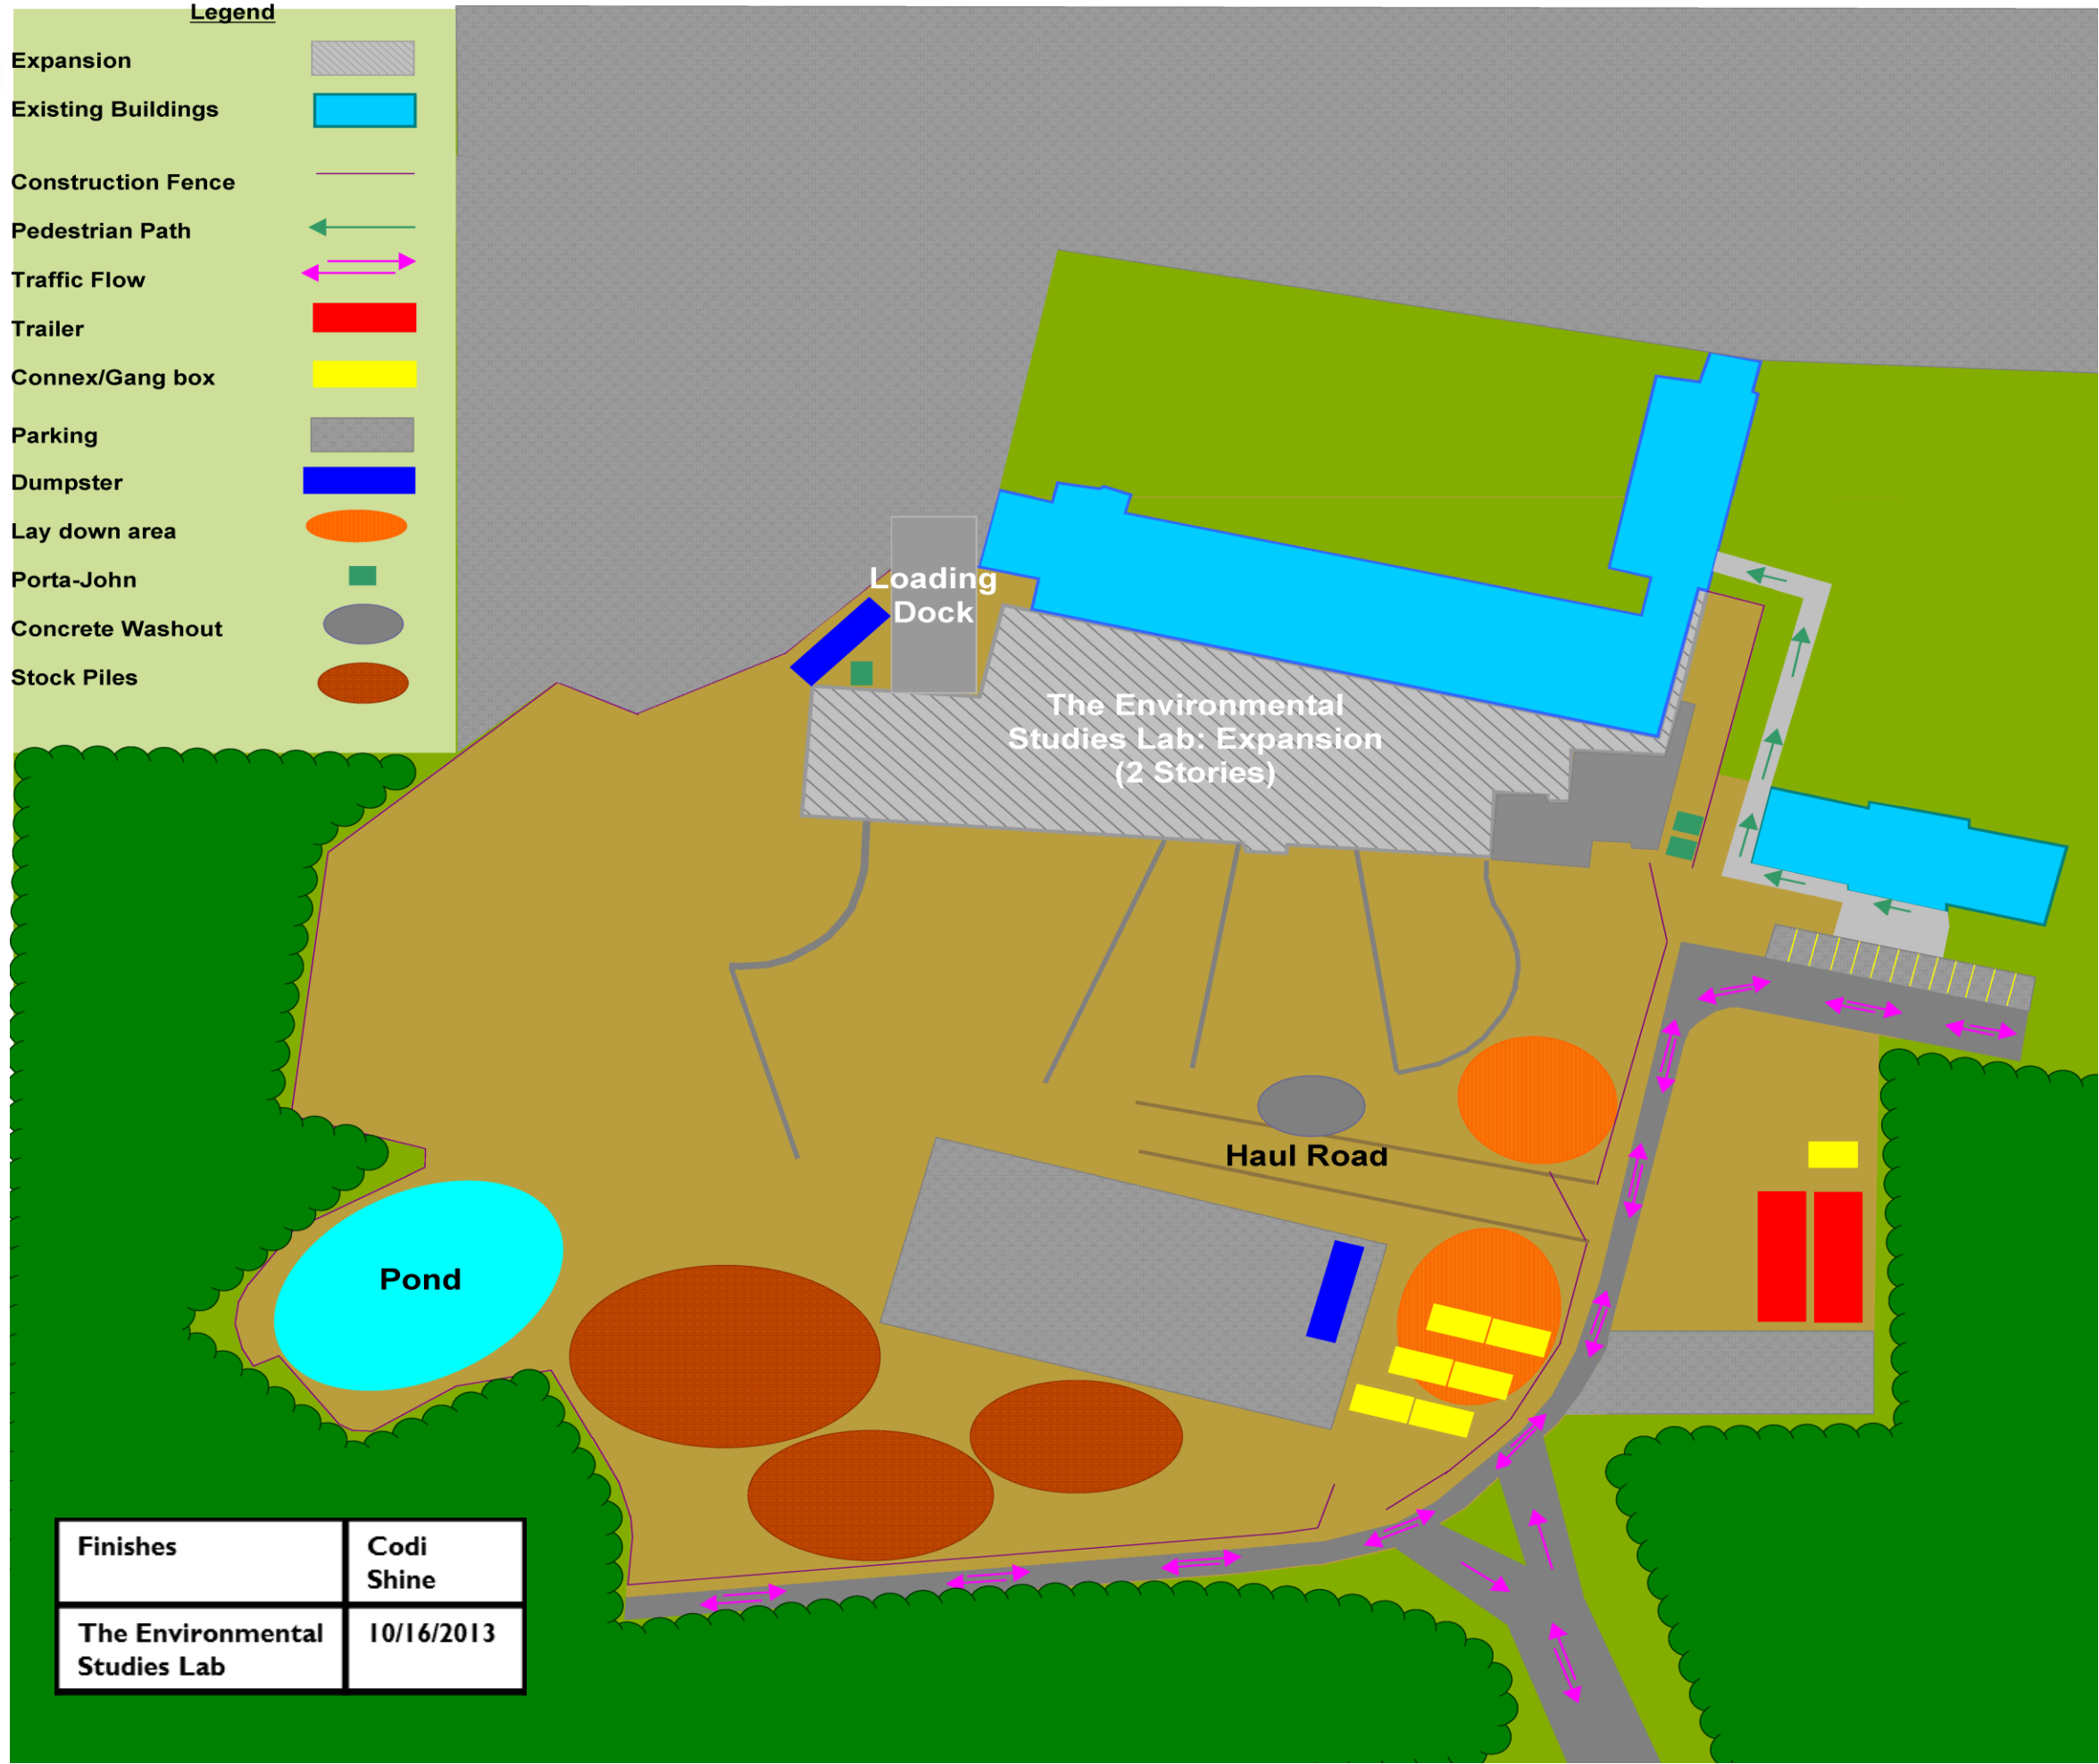 Legend
Expansion
Existing Buildings
Construction Fence
Pedestrian Path
Traffic Flow
Trailer
Connex/Gang box
Parking
Dumpster
Lay down area
Porta-John
Concrete Washout
Stock Piles
Loading
Dock
The Environmental
Studies Lab: Expansion
(2 Stories)
Haul Road
Pond
Finishes
Codi
Shine
The Environmental
Studies Lab
10/16/2013